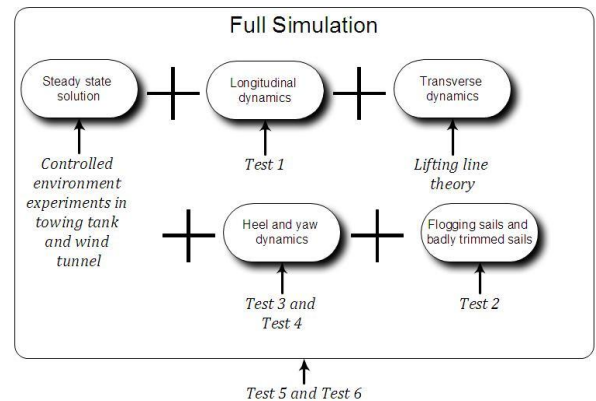 Full Simulation
Steady state
solution
Longitudinal
dynamics
Transverse
dynamics
Controlled
environment
experiments in
towing tank
and wind
tunnel
Test 1
Lifting line
theory
Heel and yaw
dynamics
Flogging sails and
badly trimmed sails
Test 3 and
Test 4
Test 2
Test 5 and Test 6